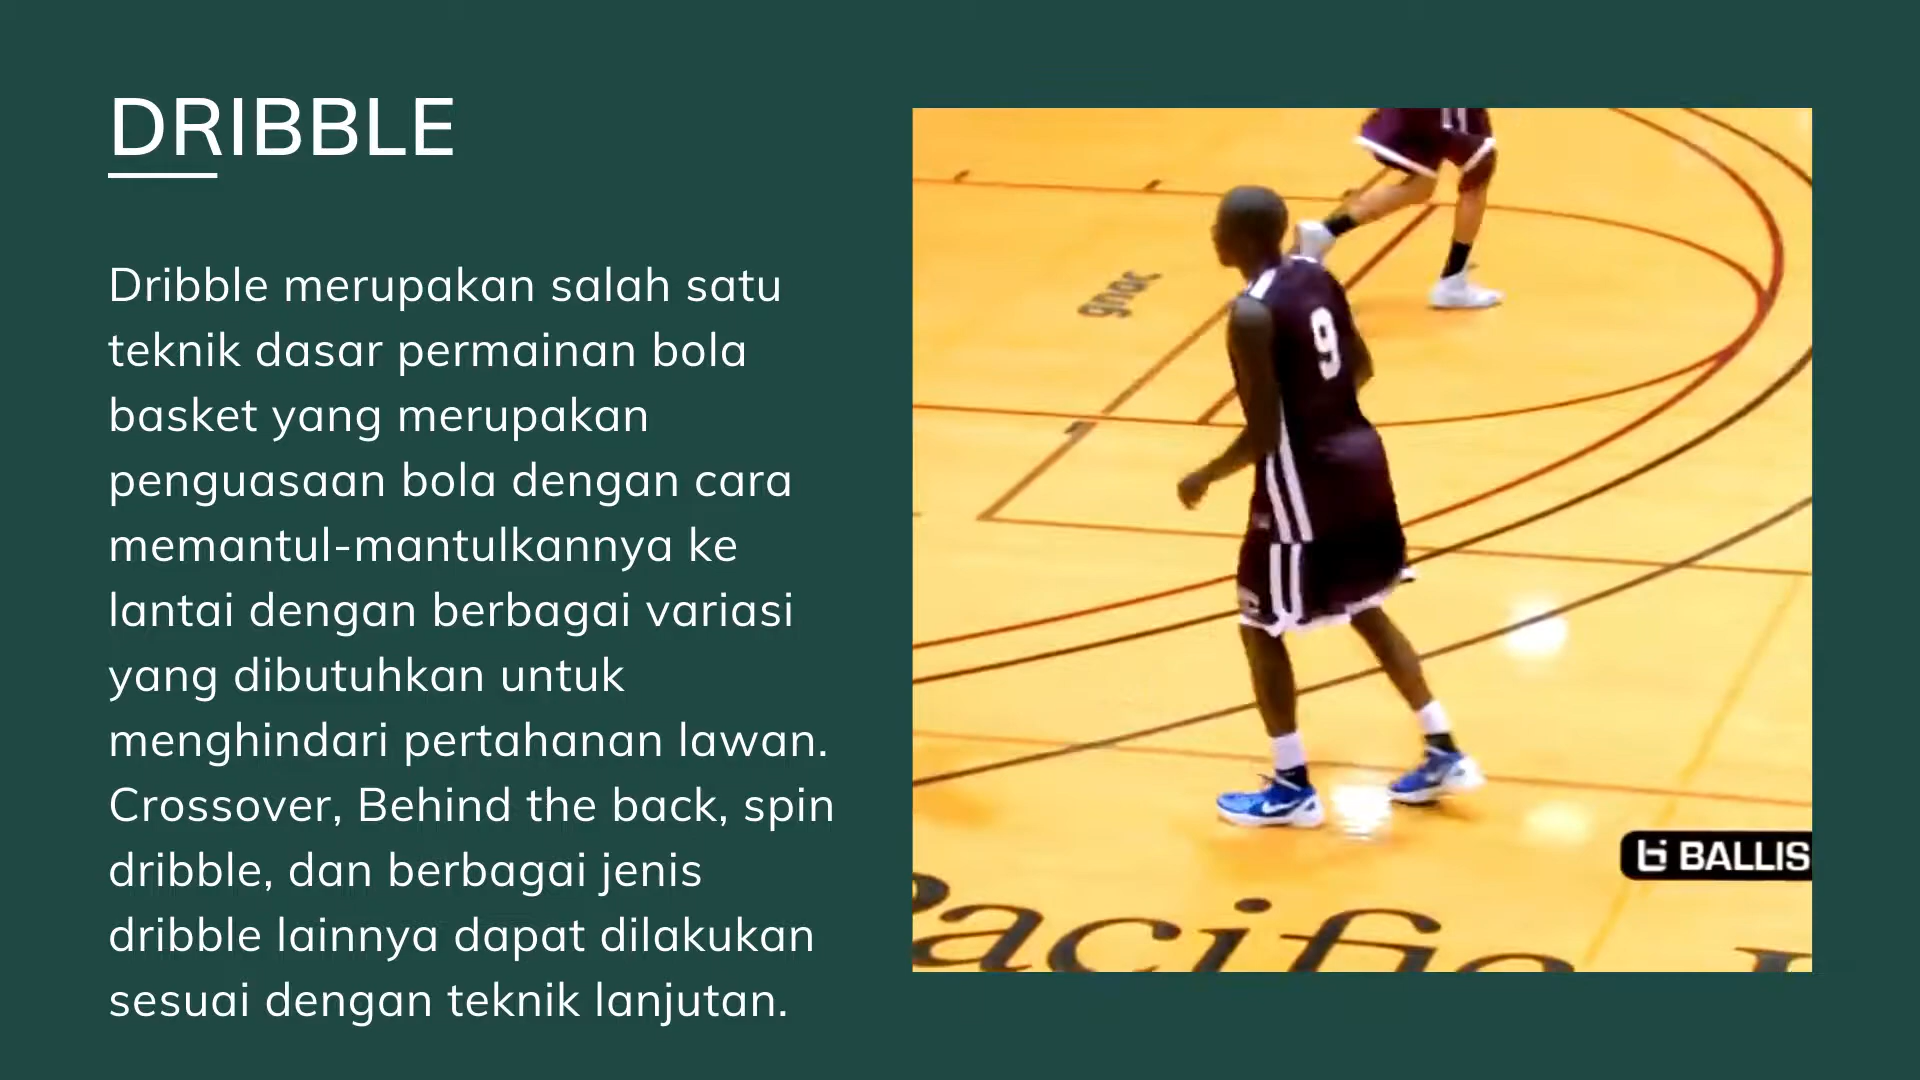 DRIBBLE
Dribble merupakan salah satu
teknik dasar permainan bola
basket yang merupakan
penguasaan bola dengan cara
memantul-mantulkannya ke
lantai dengan berbagai variasi
yang dibutuhkan untuk
menghindari pertahanan lawan.
Crossover, Behind the back, spin
dribble, dan berbagai jenis
dribble lainnya dapat dilakukan
sesuai dengan teknik lanjutan.
gnac
9
BALLIS
acific